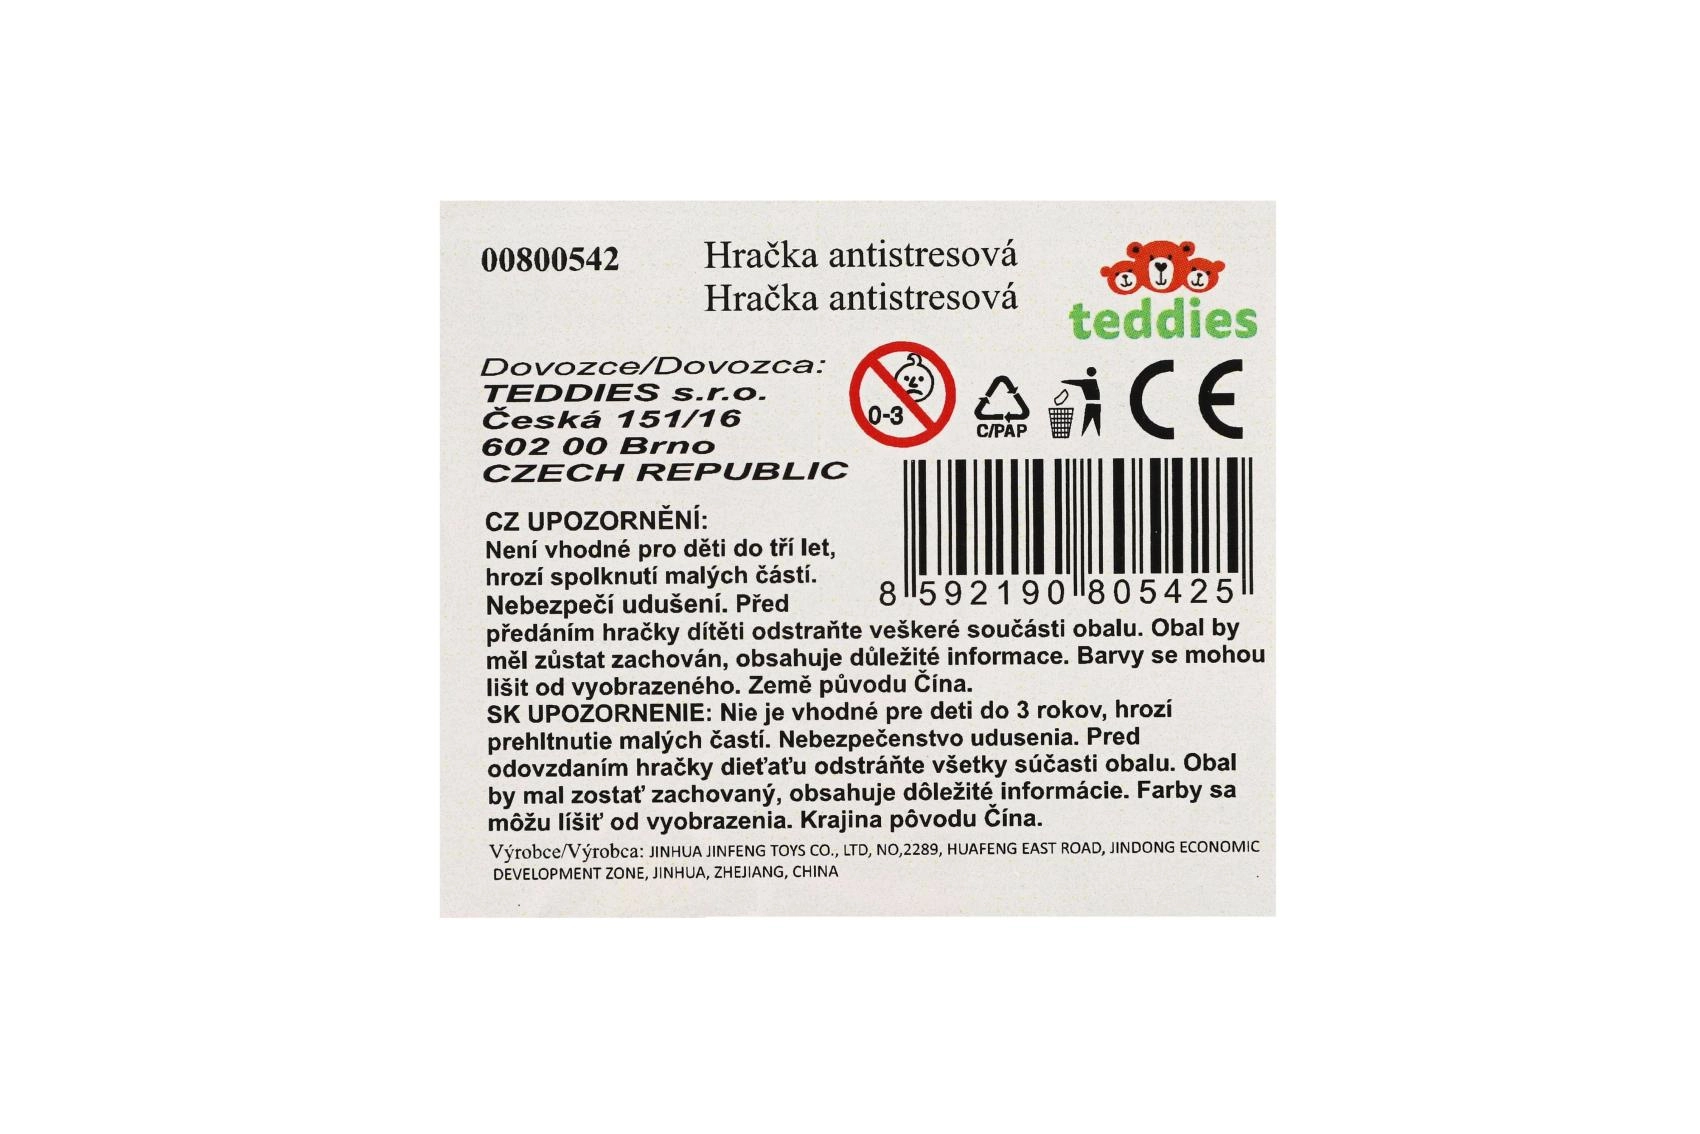 00800542
Hračka antistresová
Hračka antistresová
teddies
Dovozce/Dovozca:
TEDDIES s.r.o.
Česká 151/16
602 00 Brno
CZECH REPUBLIC
0-3
C/PAP
CE
8 592190 805425
CZ UPOZORNĚNÍ:
Není vhodné pro děti do tří let,
hrozí spolknutí malých částí.
Nebezpečí udušení. Před
předáním hračky dítěti odstraňte veškeré součásti obalu. Obal by
měl zůstat zachován, obsahuje důležité informace. Barvy se mohou
lišit od vyobrazeného. Země původu Čína.
SK UPOZORNENIE: Nie je vhodné pre deti do 3 rokov, hrozí
prehltnutie malých častí. Nebezpečenstvo udusenia. Pred
odovzdaním hračky dieťaťu odstráňte všetky súčasti obalu. Obal
by mal zostať zachovaný, obsahuje dôležité informácie. Farby sa
môžu líšiť od vyobrazenia. Krajina pôvodu Čína.
Výrobce/Výrobca: JINHUA JINFENG TOYS CO., LTD, NO,2289, HUAFENG EAST ROAD, JINDONG ECONOMIC
DEVELOPMENT ZONE, JINHUA, ZHEJIANG, CHINA